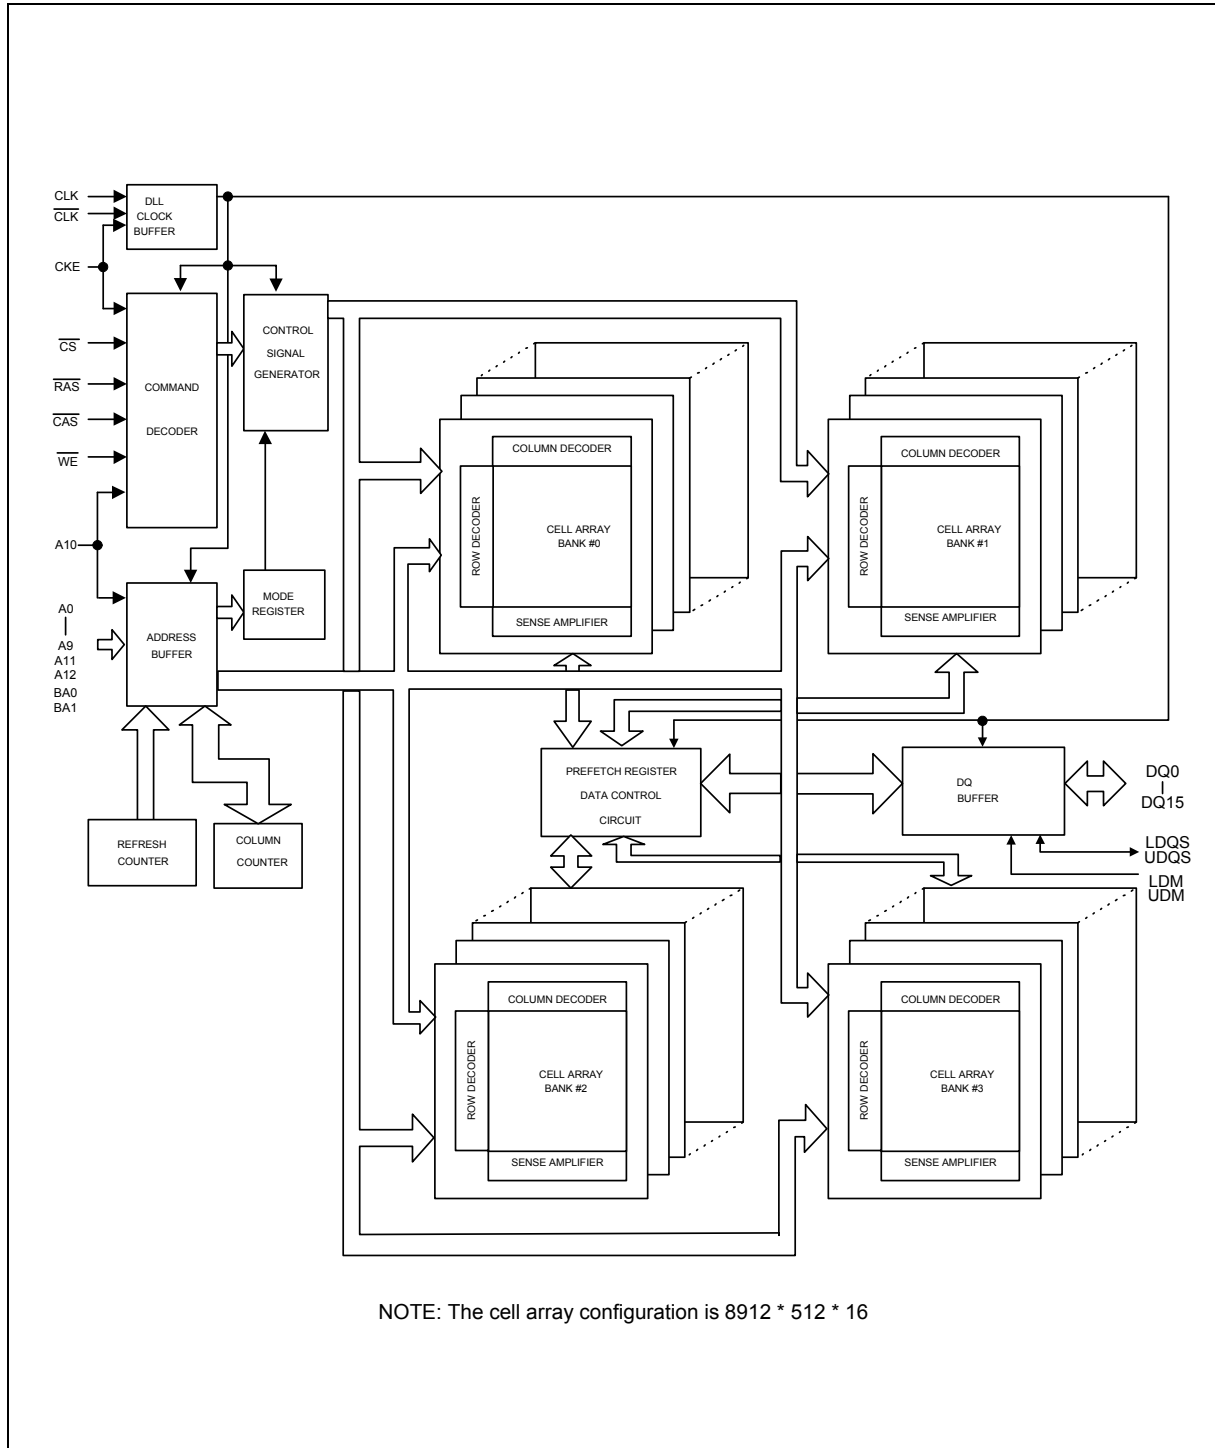 CLK
CLK
CKE
CS
RAS
CAS
WE
A10
A0
A9
A11
A12
BA0
BA1
DLL
CLOCK
BUFFER
COMMAND
DECODER
CONTROL
SIGNAL
GENERATOR
MODE
REGISTER
ADDRESS
BUFFER
REFRESH
COUNTER
COLUMN
COUNTER
COLUMN DECODER
ROW DECODER
CELL ARRAY
BANK #0
SENSE AMPLIFIER
COLUMN DECODER
ROW DECODER
CELL ARRAY
BANK #1
SENSE AMPLIFIER
PREFETCH REGISTER
DATA CONTROL
CIRCUIT
DQ
BUFFER
DQ0
DQ15
LDQS
UDQS
LDM
UDM
COLUMN DECODER
ROW DECODER
CELL ARRAY
BANK #2
SENSE AMPLIFIER
COLUMN DECODER
ROW DECODER
CELL ARRAY
BANK #3
SENSE AMPLIFIER
NOTE: The cell array configuration is 8912 * 512 * 16